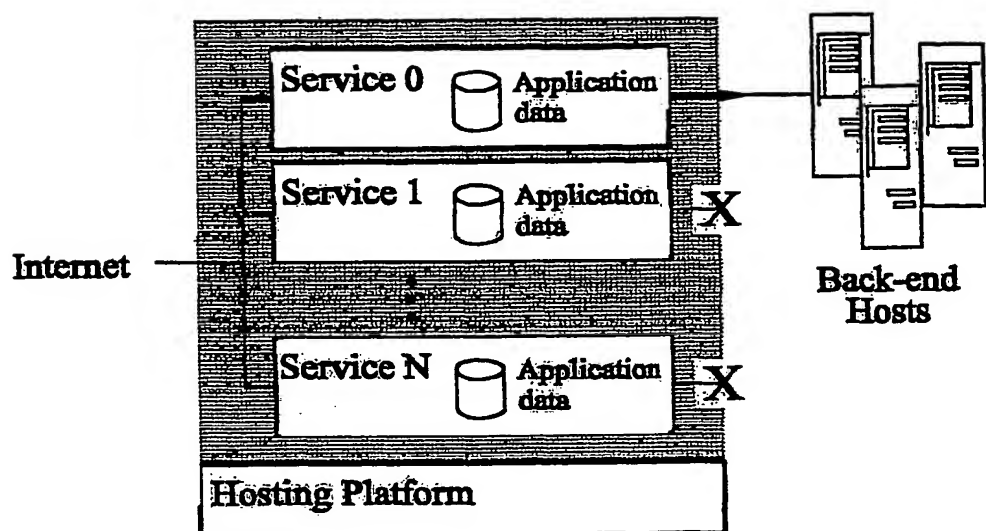 Service 0
Application
data
Service 1
Application
data
X
Internet
Back-end
Hosts
Service N
Application
data
X
Hosting Platform